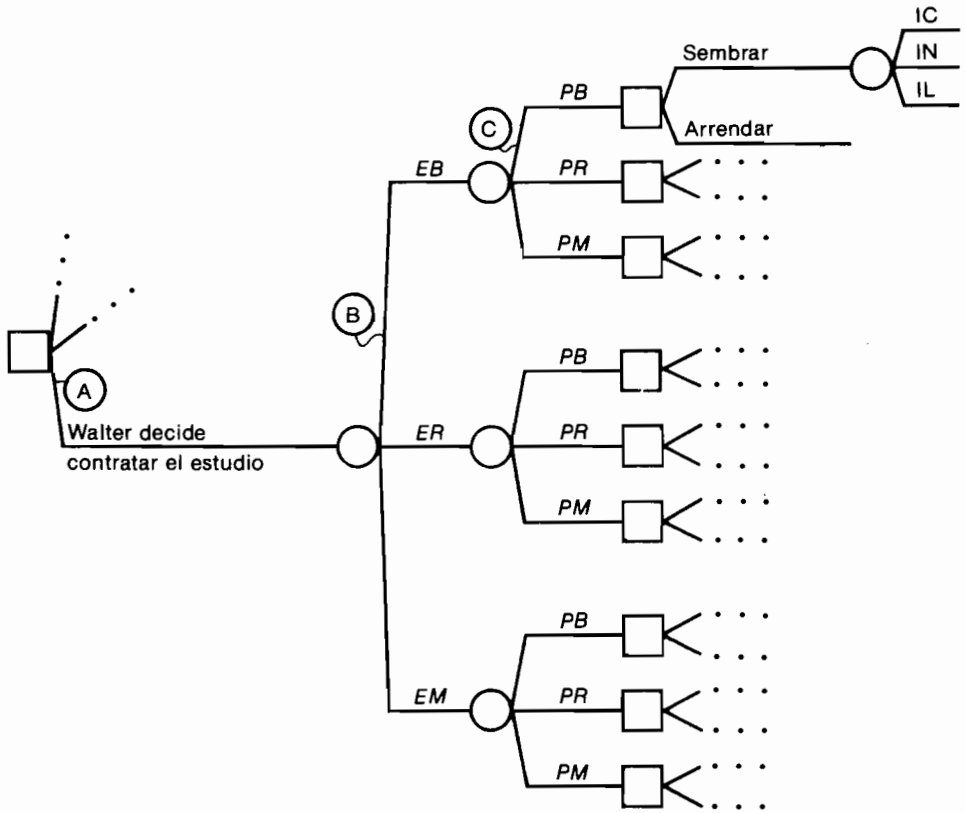 IC
IN
IL
Sembrar
Arrendar
PB
C
EB
PR
PM
B
A
Walter decide
contratar el estudio
ER
PB
PR
PM
EM
PB
PR
PM